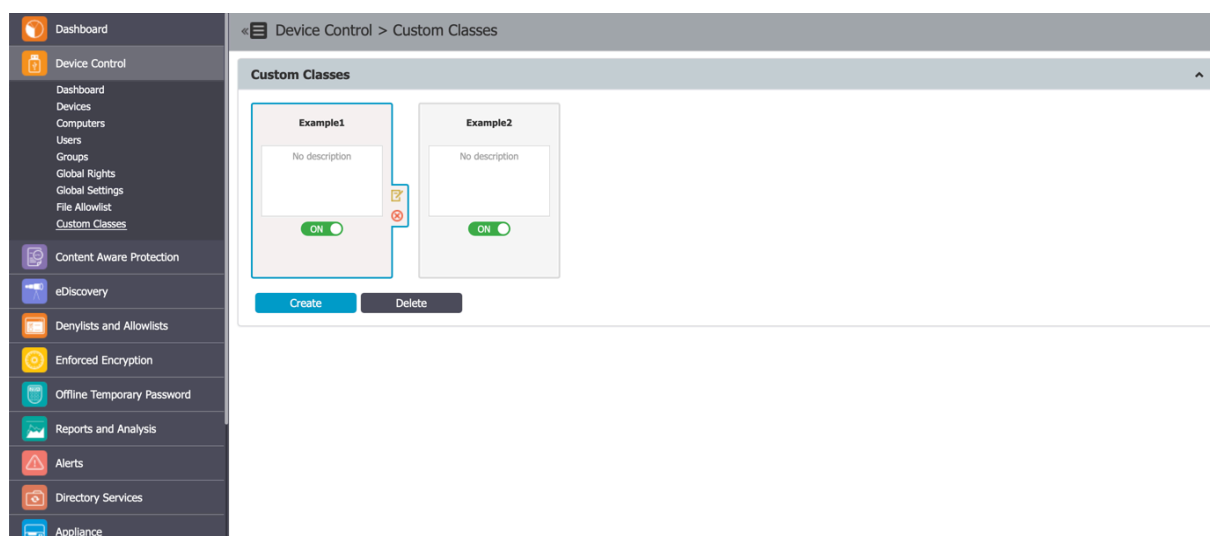 Dashboard
Device Control
Dashboard
Devices
Computers
Users
Groups
Global Rights
Global Settings
File Allowlist
Custom Classes
Content Aware Protection
eDiscovery
Denylists and Allowlists
Enforced Encryption
Offline Temporary Password
Reports and Analysis
Alerts
Directory Services
Appliance
Device Control > Custom Classes
Custom Classes
Example1
No description
ON
Example2
No description
ON
Create
Delete